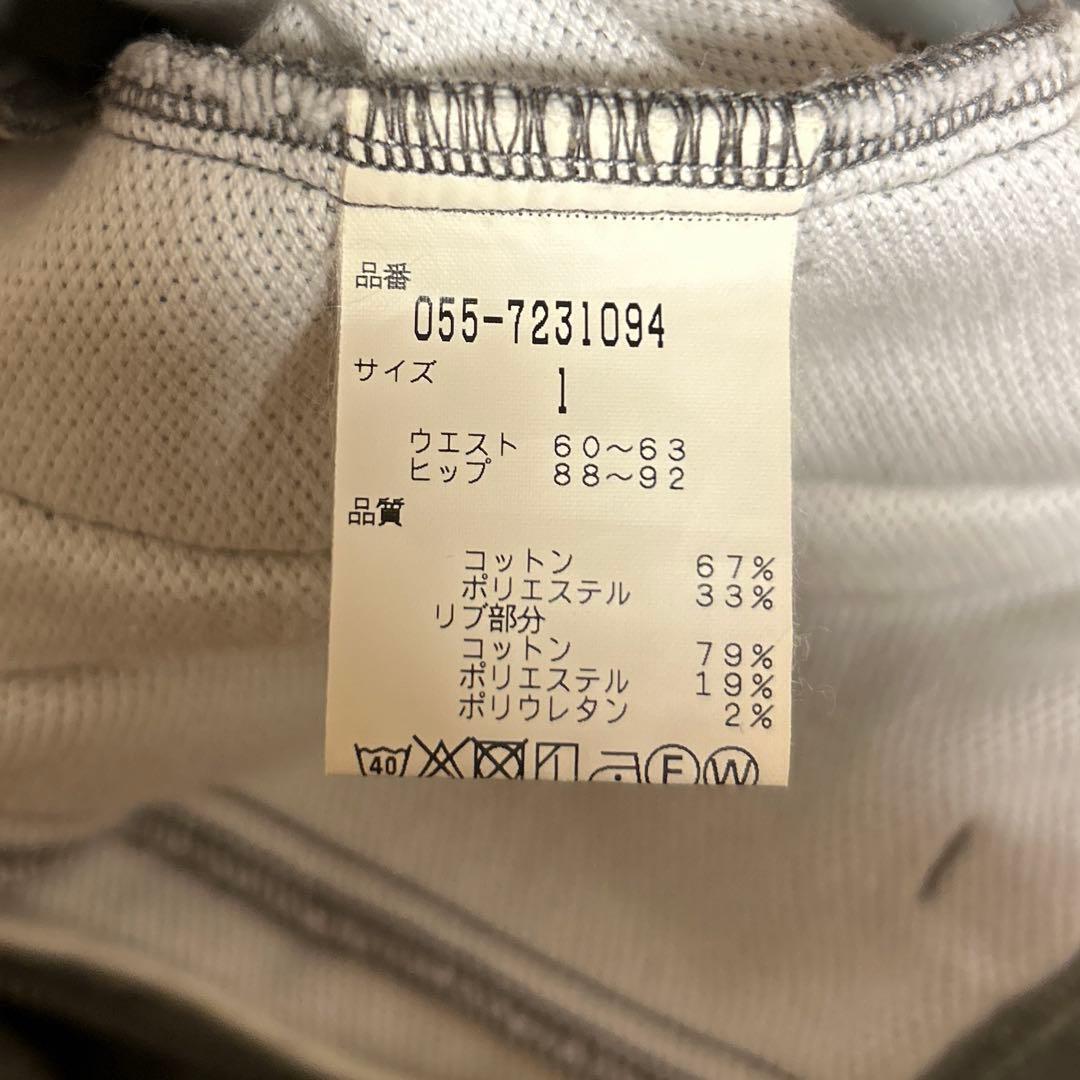 品番
055-7231094
サイズ
1
ウエスト 60〜63
ヒップ 88〜92
品質
コットン 67%
ポリエステル 33%
リブ部分
コットン 79%
ポリエステル 19%
ポリウレタン 2%
40 F W